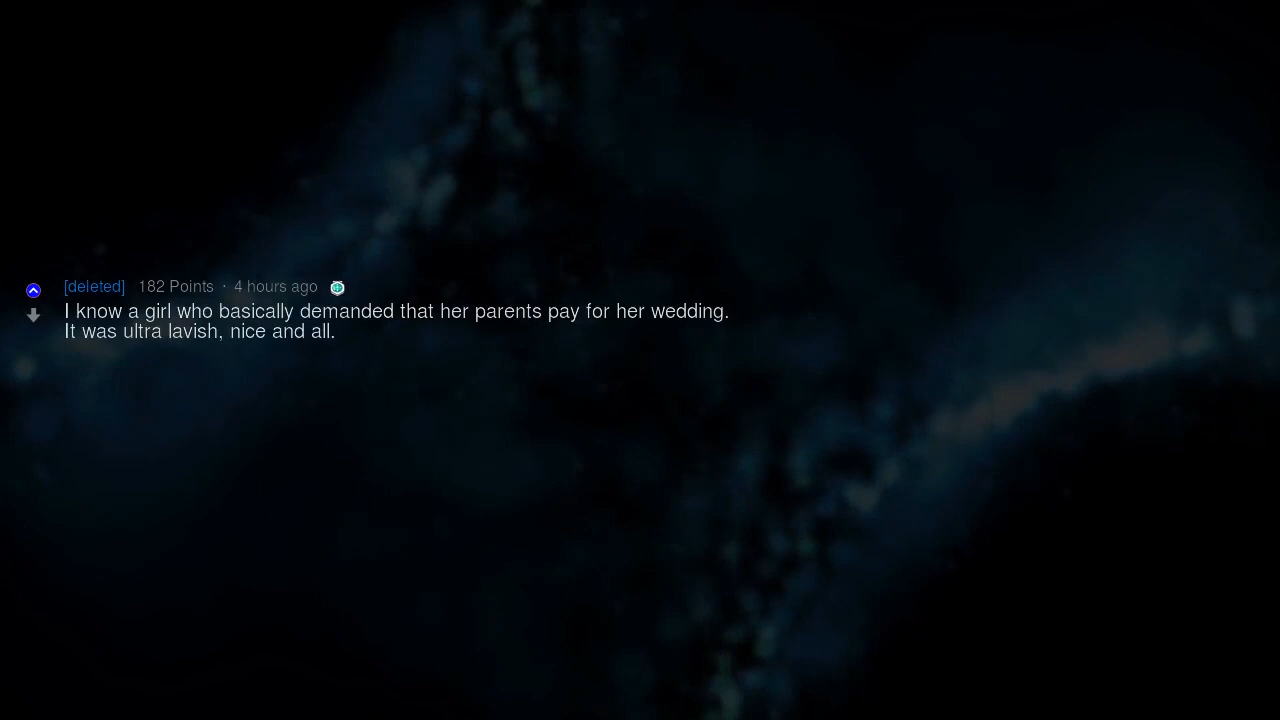 [deleted] 182 Points · 4 hours ago
I know a girl who basically demanded that her parents pay for her wedding.
It was ultra lavish, nice and all.